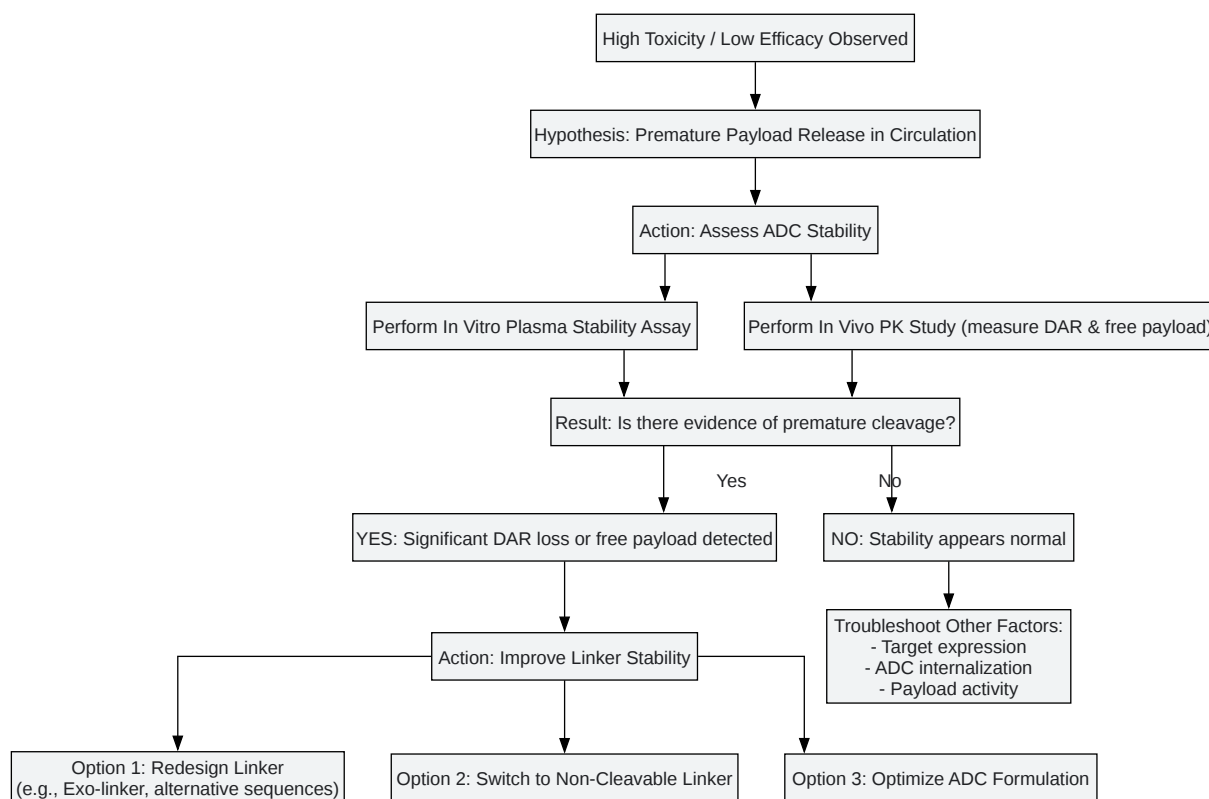 High Toxicity / Low Efficacy Observed
Hypothesis: Premature Payload Release in Circulation
Action: Assess ADC Stability
Perform In Vitro Plasma Stability Assay
Perform In Vivo PK Study (measure DAR & free payload)
Result: Is there evidence of premature cleavage?
Yes
No
YES: Significant DAR loss or free payload detected
NO: Stability appears normal
Troubleshoot Other Factors:
- Target expression
- ADC internalization
- Payload activity
Action: Improve Linker Stability
Option 1: Redesign Linker
(e.g., Exo-linker, alternative sequences)
Option 2: Switch to Non-Cleavable Linker
Option 3: Optimize ADC Formulation